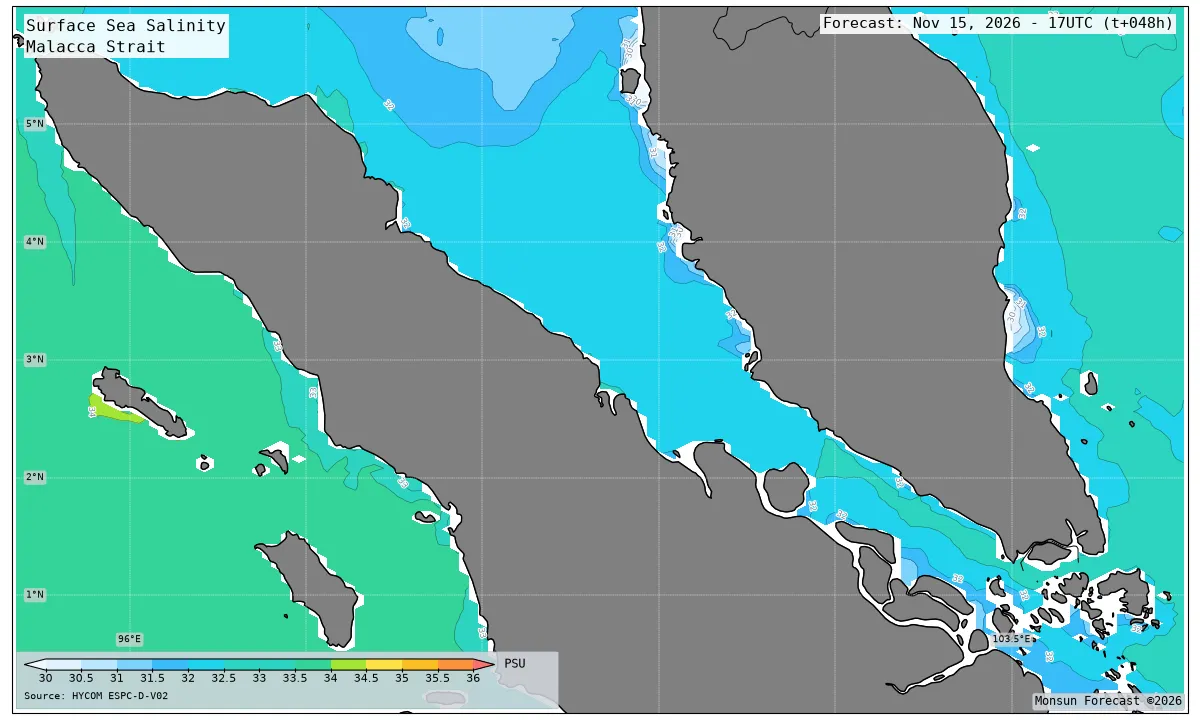 Surface Sea Salinity
Malacca Strait
Forecast: Nov 15, 2026 - 17UTC (t+048h)
5°N
4°N
3°N
2°N
1°N
96°E
103.5°E
PSU
30 30.5 31 31.5 32 32.5 33 33.5 34 34.5 35 35.5 36
Source: HYCOM ESPC-D-V02
Monsun Forecast ©2026